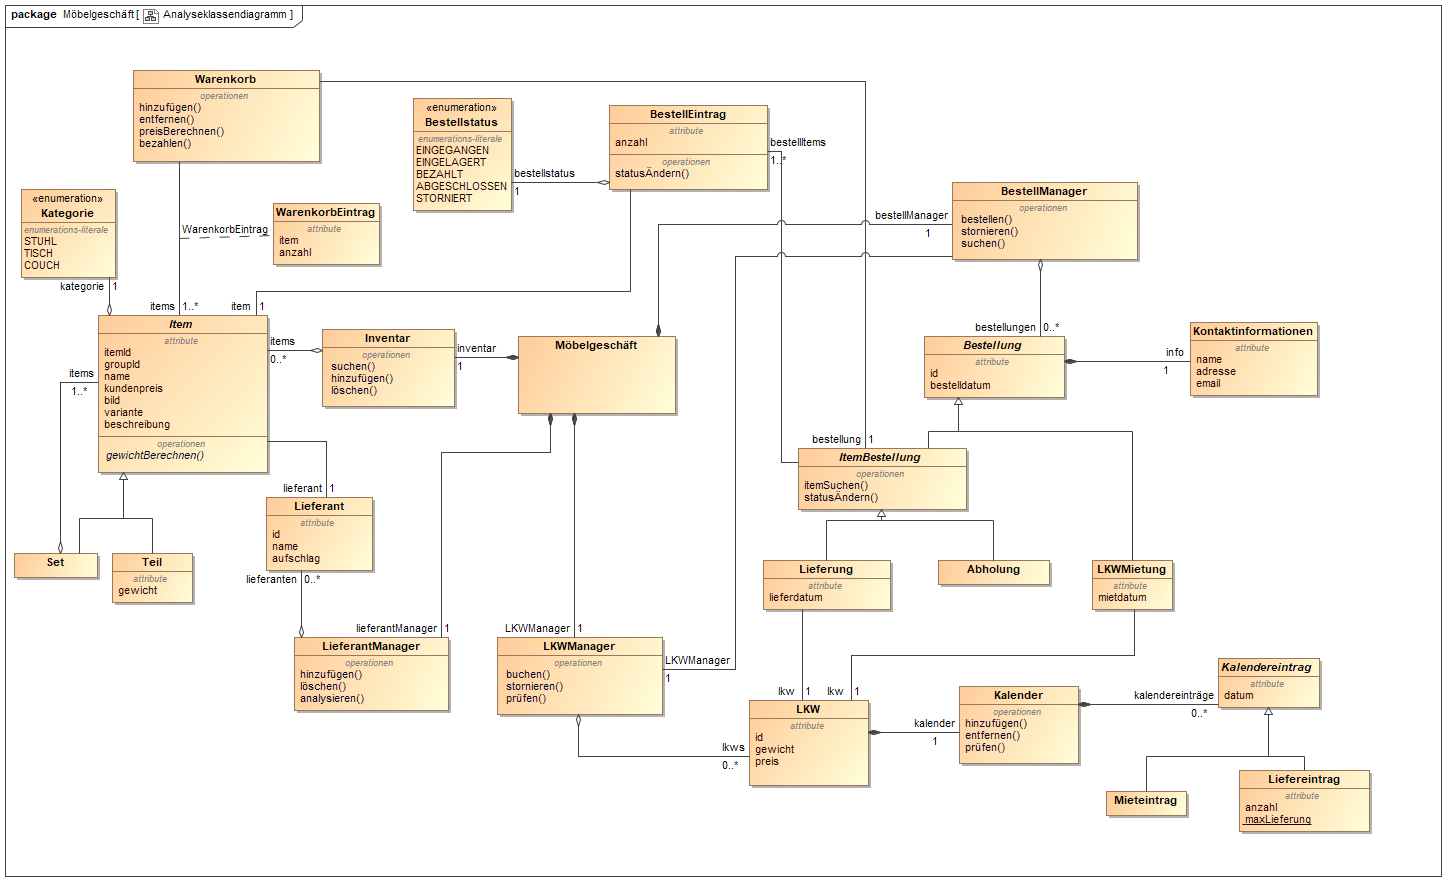 package Möbelgeschäft [ Analyseklassendiagramm ]
Warenkorb
operationen
hinzufügen()
entfernen()
preisBerechnen()
bezahlen()
«enumeration»
Bestellstatus
enumerations-literale
EINGEGANGEN
EINGELAGERT
BEZAHLT
ABGESCHLOSSEN
STORNIERT
bestellstatus
1
BestellEintrag
attribute
anzahl
operationen
statusÄndern()
bestellItems
1..*
BestellManager
operationen
bestellen()
stornieren()
suchen()
bestellManager
1
«enumeration»
Kategorie
enumerations-literale
STUHL
TISCH
COUCH
kategorie 1
WarenkorbEintrag
WarenkorbEintrag
attribute
item
anzahl
items 1..*
item 1
Item
attribute
itemId
groupId
name
kundenpreis
bild
variante
beschreibung
operationen
gewichtBerechnen()
items
0..*
Inventar
operationen
suchen()
hinzufügen()
löschen()
inventar
1
Möbelgeschäft
bestellungen 0..*
Bestellung
attribute
id
bestelldatum
info
1
Kontaktinformationen
attribute
name
adresse
email
items
1..*
bestellung 1
ItemBestellung
operationen
itemSuchen()
statusÄndern()
lieferant 1
Lieferant
attribute
id
name
aufschlag
lieferanten 0..*
Set
Teil
attribute
gewicht
Lieferung
attribute
lieferdatum
Abholung
LKWMietung
attribute
mietdatum
lieferantManager 1
LieferantManager
operationen
hinzufügen()
löschen()
analysieren()
LKWManager 1
LKWManager
operationen
buchen()
stornieren()
prüfen()
LKWManager
1
lkw 1
lkw 1
LKW
attribute
id
gewicht
preis
lkws
0..*
kalender
1
Kalender
operationen
hinzufügen()
entfernen()
prüfen()
kalendereinträge
0..*
Kalendereintrag
attribute
datum
Mieteintrag
Liefereintrag
attribute
anzahl
maxLieferung